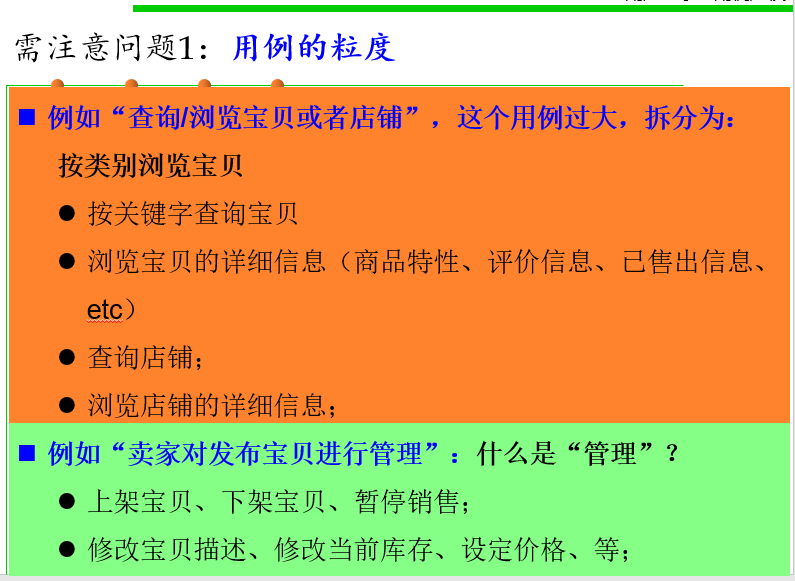 需注意问题1：用例的粒度
例如“查询/浏览宝贝或者店铺”，这个用例过大，拆分为：
按类别浏览宝贝
按关键字查询宝贝
浏览宝贝的详细信息（商品特性、评价信息、已售出信息、
etc）
查询店铺；
浏览店铺的详细信息；
例如“卖家对发布宝贝进行管理”：什么是“管理”？
上架宝贝、下架宝贝、暂停销售；
修改宝贝描述、修改当前库存、设定价格、等；